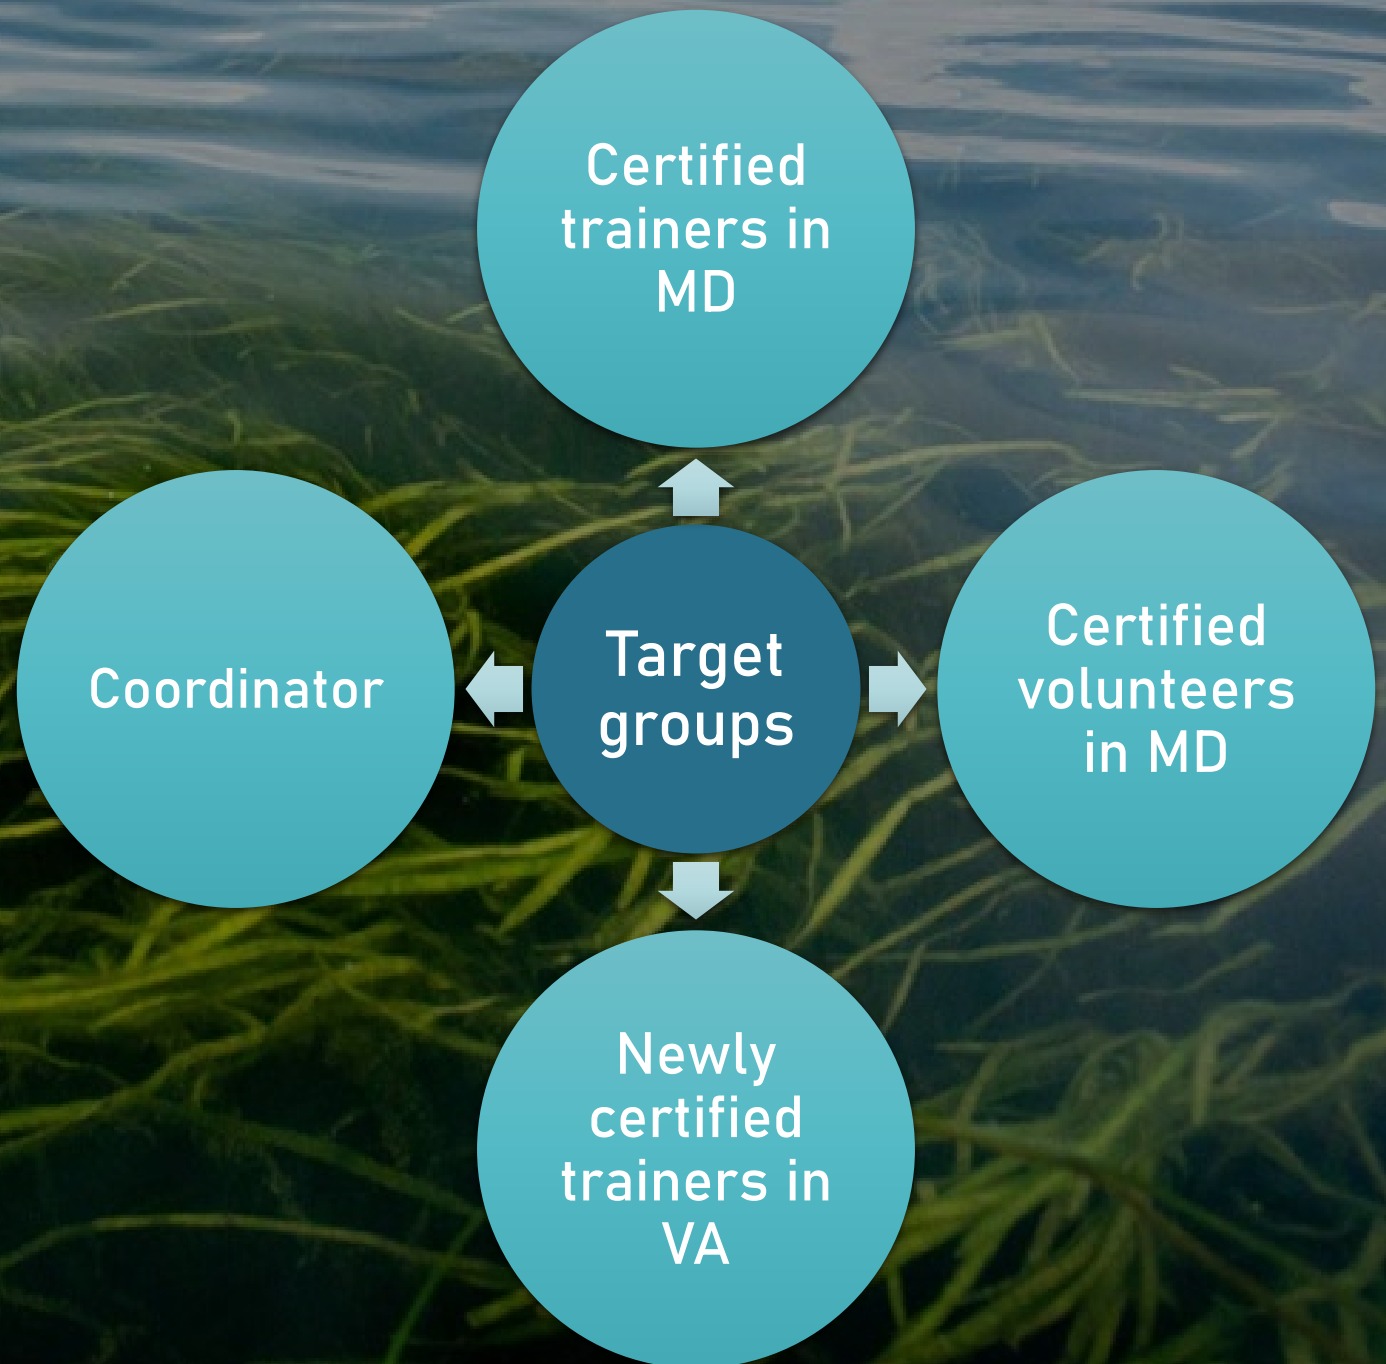 Certified
trainers in
MD
Coordinator
Target
groups
Certified
volunteers
in MD
Newly
certified
trainers in
VA